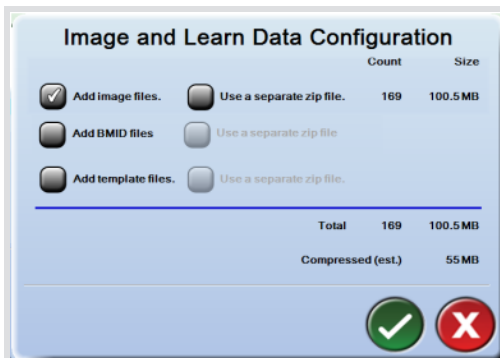 Image and Learn Data Configuration
Count Size
Add image files. Use a separate zip file. 169 100.5 MB
Add BMID files Use a separate zip file
Add template files. Use a separate zip file.
Total 169 100.5 MB
Compressed (est.) 55 MB